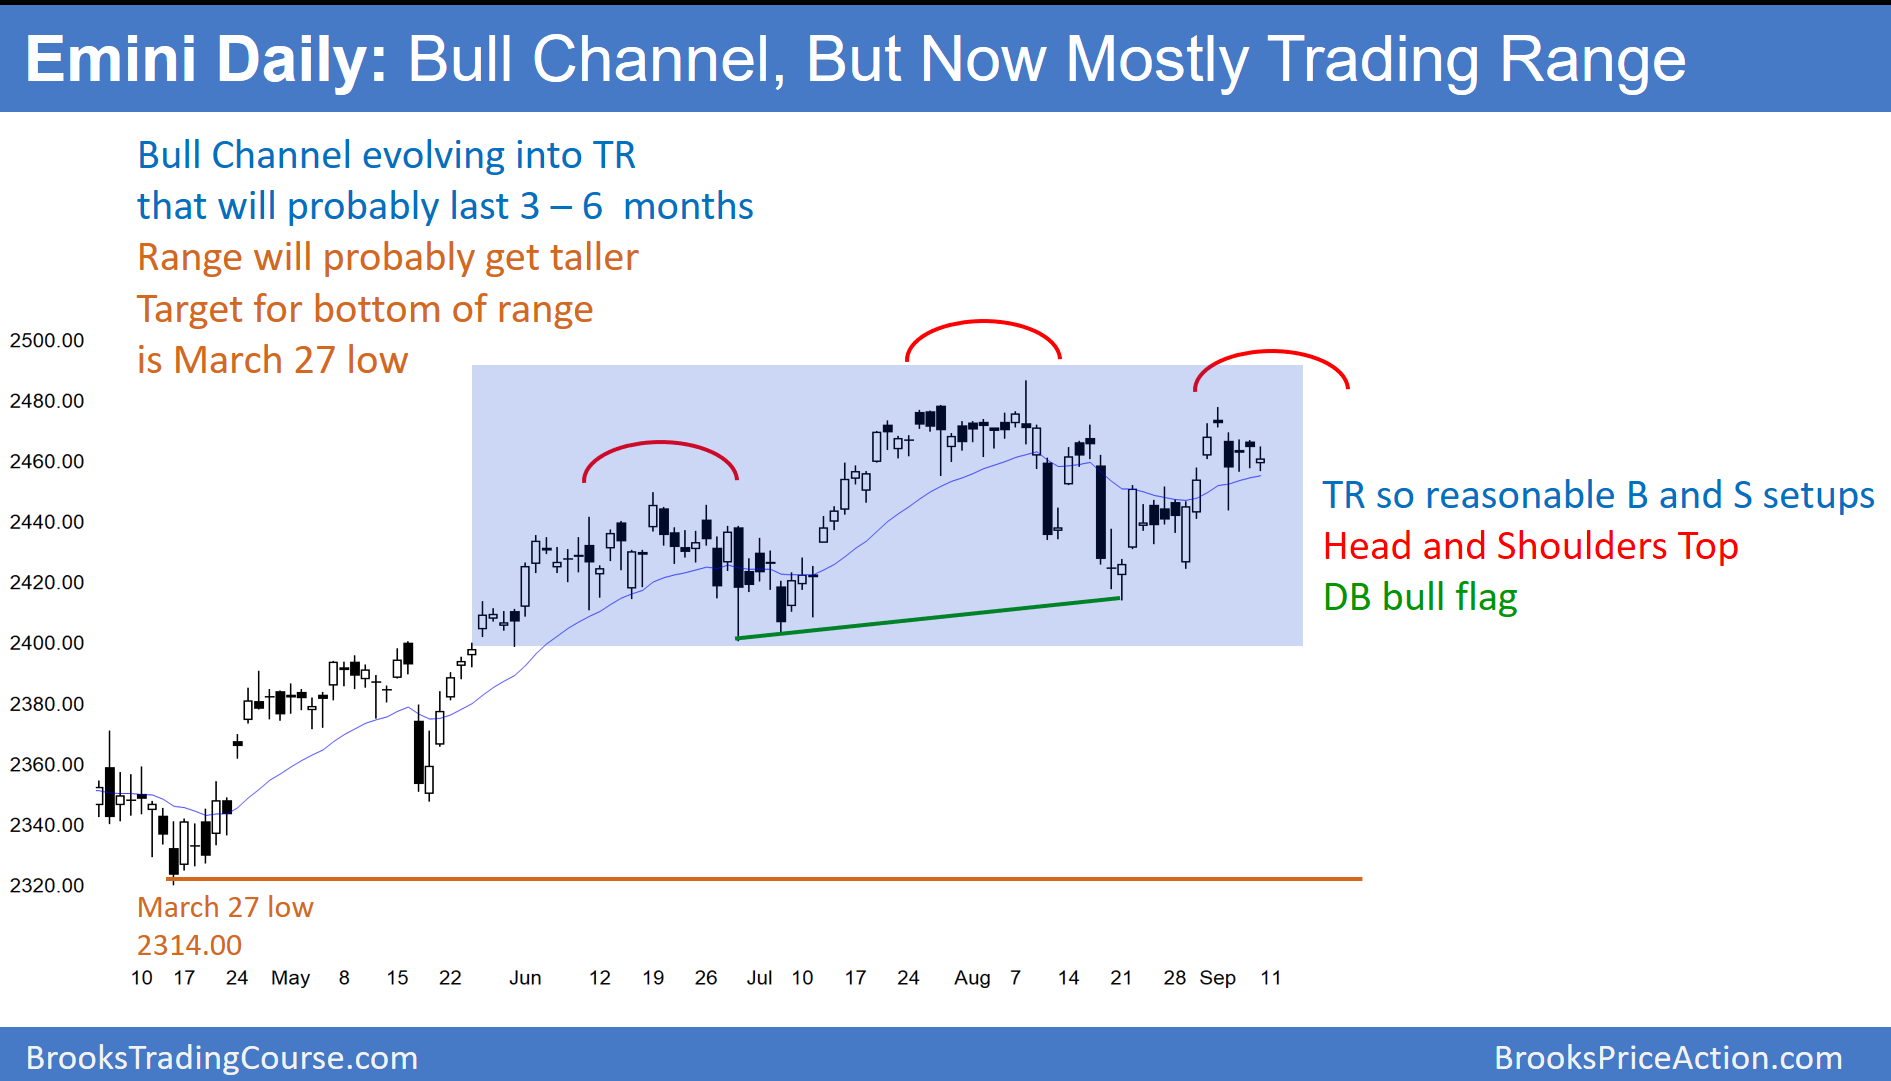 Emini Daily: Bull Channel, But Now Mostly Trading Range
Bull Channel evolving into TR
that will probably last 3 – 6 months
Range will probably get taller
Target for bottom of range
is March 27 low
2500.00
2480.00
2460.00
2440.00
2420.00
2400.00
2380.00
2360.00
2340.00
2320.00
TR so reasonable B and S setups
Head and Shoulders Top
DB bull flag
March 27 low
2314.00
10 17 24 May 8 15 22 Jun 12 19 26 Jul 10 17 24 Aug 7 14 21 28 Sep 11
BrooksTradingCourse.com
BrooksPriceAction.com